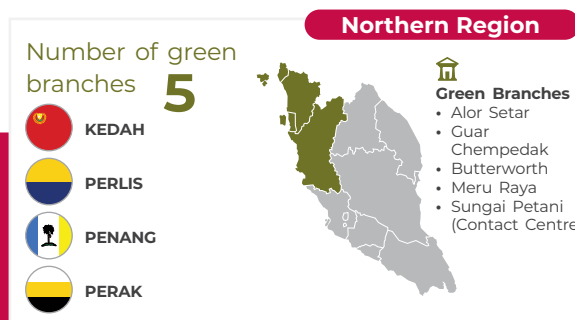 Northern Region
Number of green
branches 5
KEDAH
PERLIS
PENANG
PERAK
Green Branches
• Alor Setar
• Guar
Chempedak
• Butterworth
• Meru Raya
• Sungai Petani
(Contact Centre